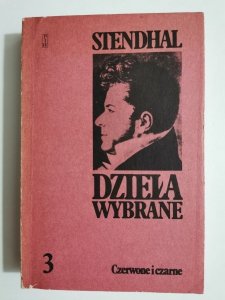 STENDHAL
DZIEŁA
WYBRANE
3
Czerwone i czarne